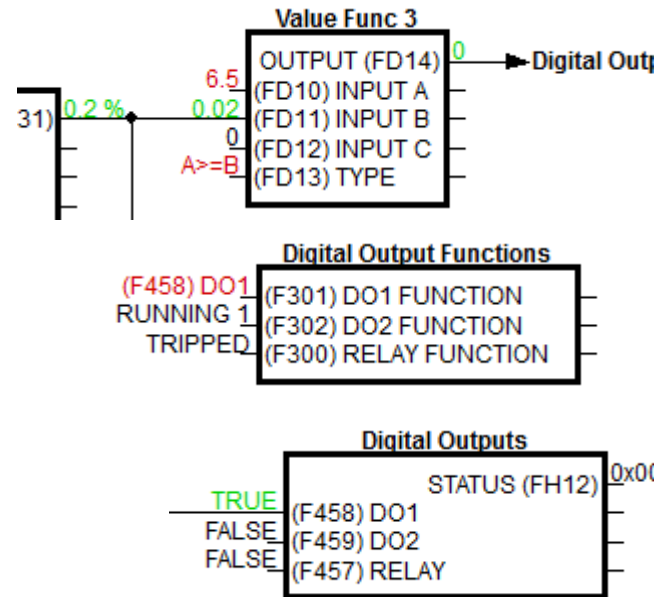 Value Func 3
OUTPUT (FD14) 0 Digital Outp
6.5 (FD10) INPUT A
31) 0.2 % 0.02 (FD11) INPUT B
0 (FD12) INPUT C
A>=B (FD13) TYPE
Digital Output Functions
(F458) DO1 (F301) DO1 FUNCTION
RUNNING 1 (F302) DO2 FUNCTION
TRIPPED (F300) RELAY FUNCTION
Digital Outputs
STATUS (FH12) 0x00
TRUE (F458) DO1
FALSE (F459) DO2
FALSE (F457) RELAY